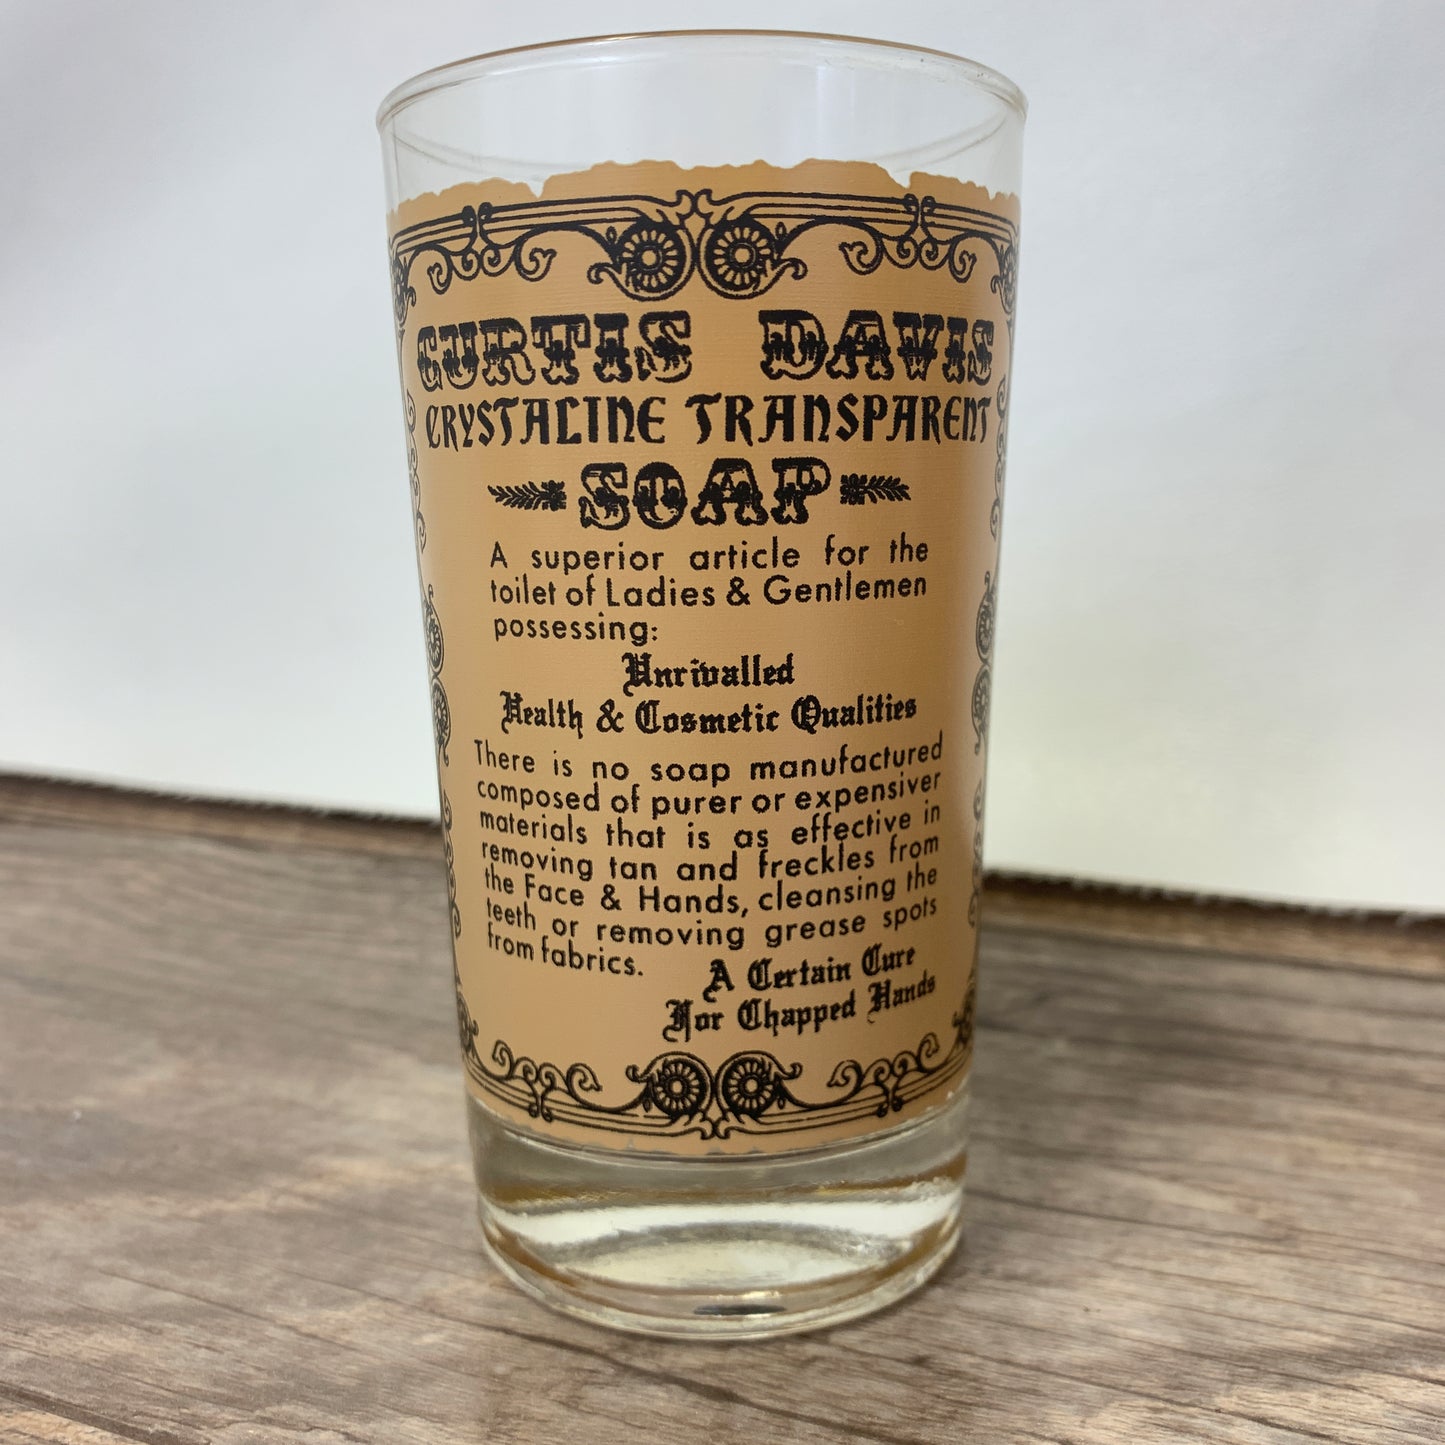 CURTIS DAVIS
CRYSTALINE TRANSPARENT
SOAP
A superior article for the
toilet of Ladies & Gentlemen
possessing:
Unrivalled
Health & Cosmetic Qualities
There is no soap manufactured
composed of purer or expensiver
materials that is as effective in
removing tan and freckles from
the Face & Hands, cleansing the
teeth or removing grease spots
from fabrics.
A Certain Cure
For Chapped Hands